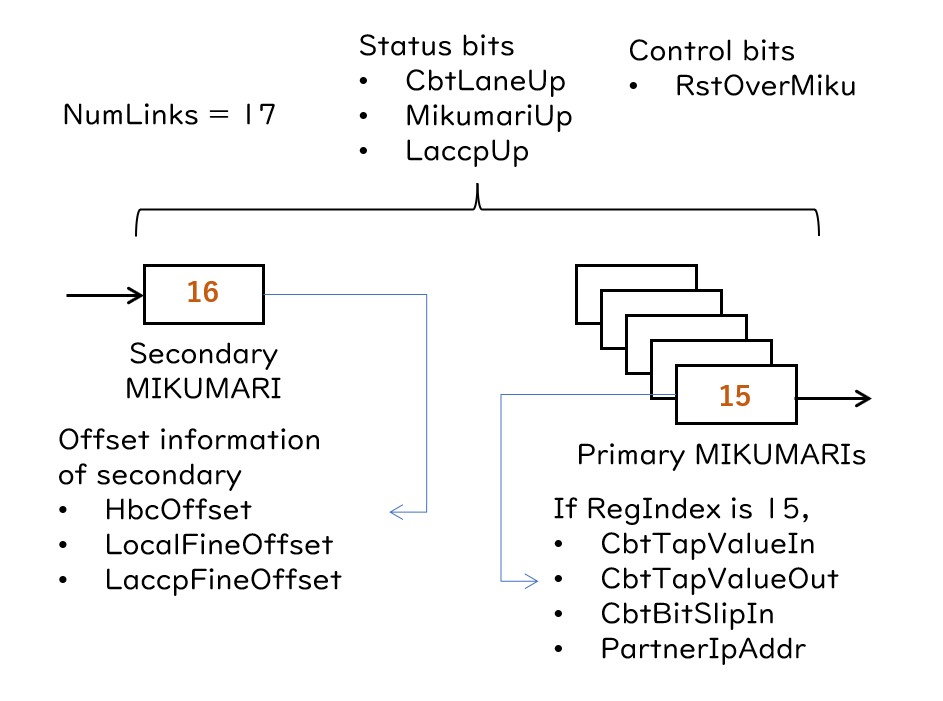 NumLinks = 17
Status bits
• CbtLaneUp
• MikumariUp
• LaccpUp
Control bits
• RstOverMiku
16
Secondary
MIKUMARI
Offset information
of secondary
• HbcOffset
• LocalFineOffset
• LaccpFineOffset
15
Primary MIKUMARIs
If RegIndex is 15,
• CbtTapValueIn
• CbtTapValueOut
• CbtBitSlipIn
• PartnerIpAddr